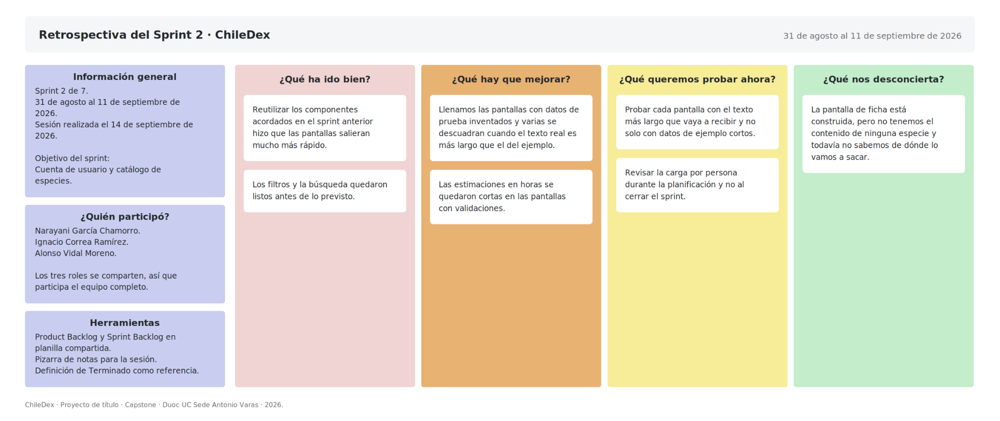 Retrospectiva del Sprint 2 · ChileDex
31 de agosto al 11 de septiembre de 2026
Información general
Sprint 2 de 7.
31 de agosto al 11 de septiembre de
2026.
Sesión realizada el 14 de septiembre de
2026.
Objetivo del sprint:
Cuenta de usuario y catálogo de
especies.
¿Quién participó?
Narayani García Chamorro.
Ignacio Correa Ramírez.
Alonso Vidal Moreno.
Los tres roles se comparten, así que
participa el equipo completo.
Herramientas
Product Backlog y Sprint Backlog en
planilla compartida.
Pizarra de notas para la sesión.
Definición de Terminado como referencia.
¿Qué ha ido bien?
Reutilizar los componentes
acordados en el sprint anterior
hizo que las pantallas salieran
mucho más rápido.
Los filtros y la búsqueda quedaron
listos antes de lo previsto.
¿Qué hay que mejorar?
Llenamos las pantallas con datos de
prueba inventados y varias se
descuadran cuando el texto real es
más largo que el del ejemplo.
Las estimaciones en horas se
quedaron cortas en las pantallas
con validaciones.
¿Qué queremos probar ahora?
Probar cada pantalla con el texto
más largo que vaya a recibir y no
solo con datos de ejemplo cortos.
Revisar la carga por persona
durante la planificación y no al
cerrar el sprint.
¿Qué nos desconcierta?
La pantalla de ficha está
construida, pero no tenemos el
contenido de ninguna especie y
todavía no sabemos de dónde lo
vamos a sacar.
ChileDex · Proyecto de título · Capstone · Duoc UC Sede Antonio Varas · 2026.